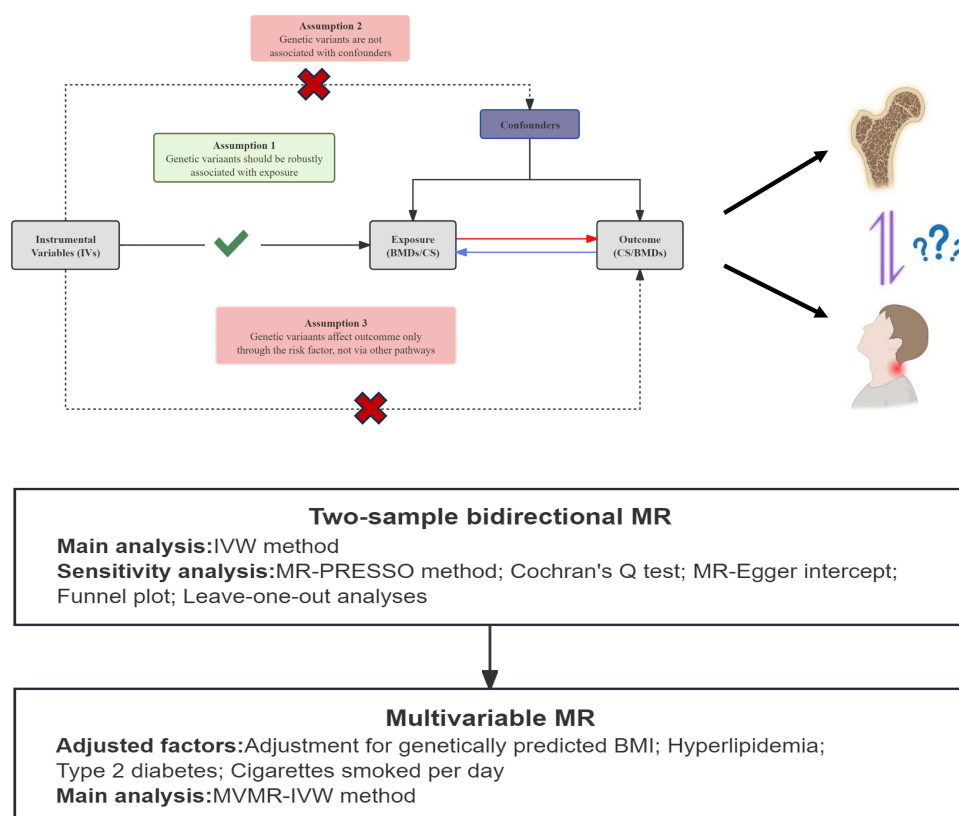 Assumption 2
Genetic variants are not
associated with confounders
Confounders
Assumption 1
Genetic variaants should be robustly
associated with exposure
Instrumental
Variables (IVs)
Exposure
(BMDs/CS)
Outcome
(CS/BMDs)
???
Assumption 3
Genetic variaants affect outcomme only
through the risk factor, not via other pathways
Two-sample bidirectional MR
Main analysis:IVW method
Sensitivity analysis:MR-PRESSO method; Cochran's Q test; MR-Egger intercept;
Funnel plot; Leave-one-out analyses
Multivariable MR
Adjusted factors:Adjustment for genetically predicted BMI; Hyperlipidemia;
Type 2 diabetes; Cigarettes smoked per day
Main analysis:MVMR-IVW method